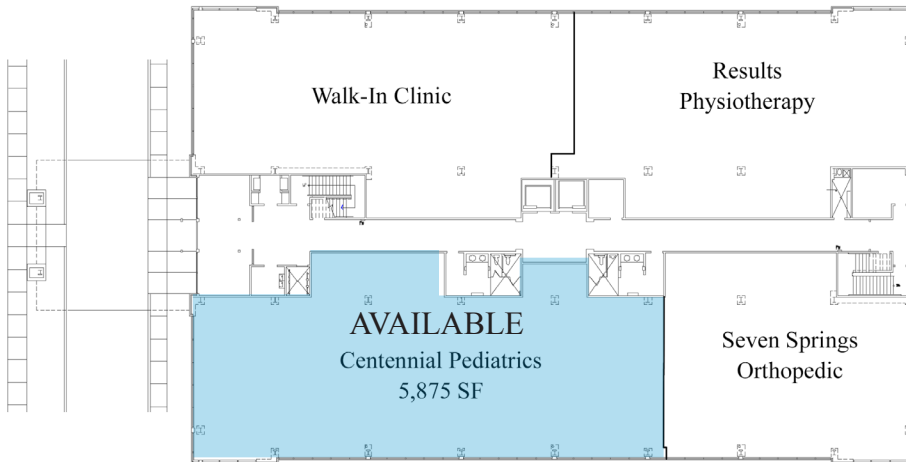 Walk-In Clinic
Results
Physiotherapy
AVAILABLE
Centennial Pediatrics
5,875 SF
Seven Springs
Orthopedic